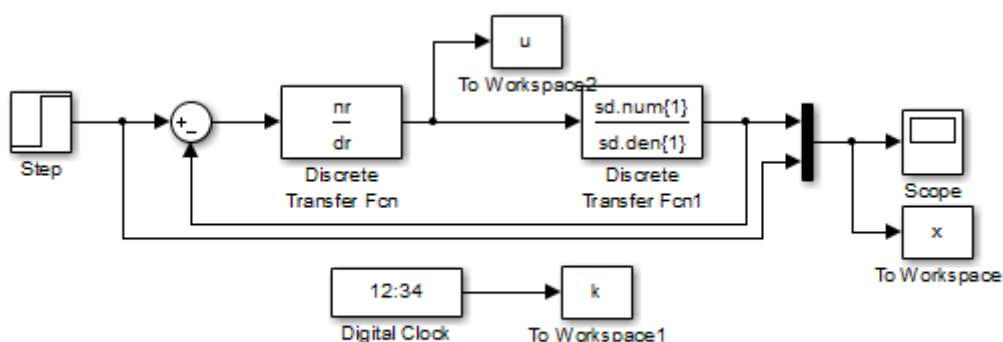 u
To Workspace2
Step
+
-
nr
dr
Discrete
Transfer Fcn
sd.num{1}
sd.den{1}
Discrete
Transfer Fcn1
Scope
x
To Workspace
12:34
Digital Clock
k
To Workspace1